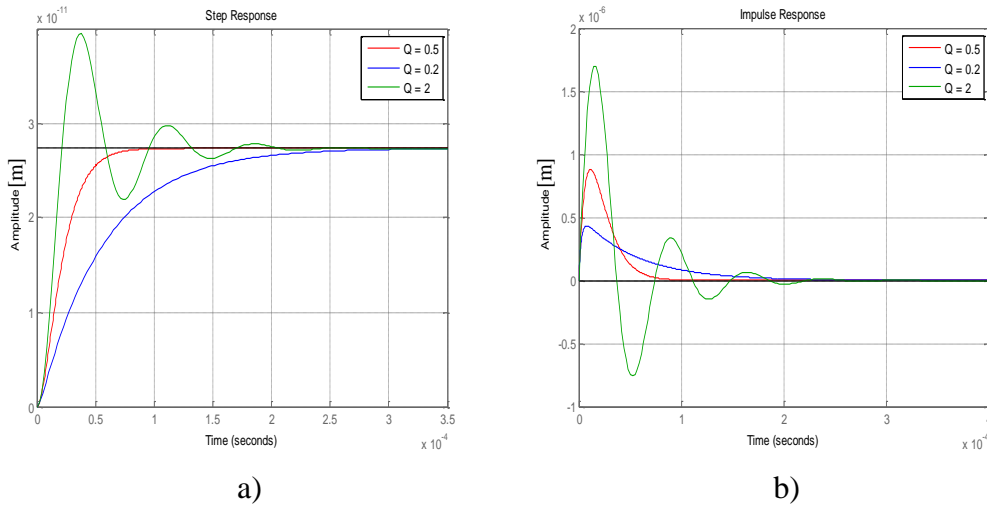 x 10⁻¹¹
Step Response
Q = 0.5
Q = 0.2
Q = 2
3
2
1
0
Amplitude [m]
0 0.5 1 1.5 2 2.5 3 3.5
Time (seconds)
x 10⁻⁴
a)
x 10⁻⁶
Impulse Response
Q = 0.5
Q = 0.2
Q = 2
2
1.5
1
0.5
0
-0.5
-1
Amplitude [m]
0 1 2 3
Time (seconds)
x 10⁻⁴
b)